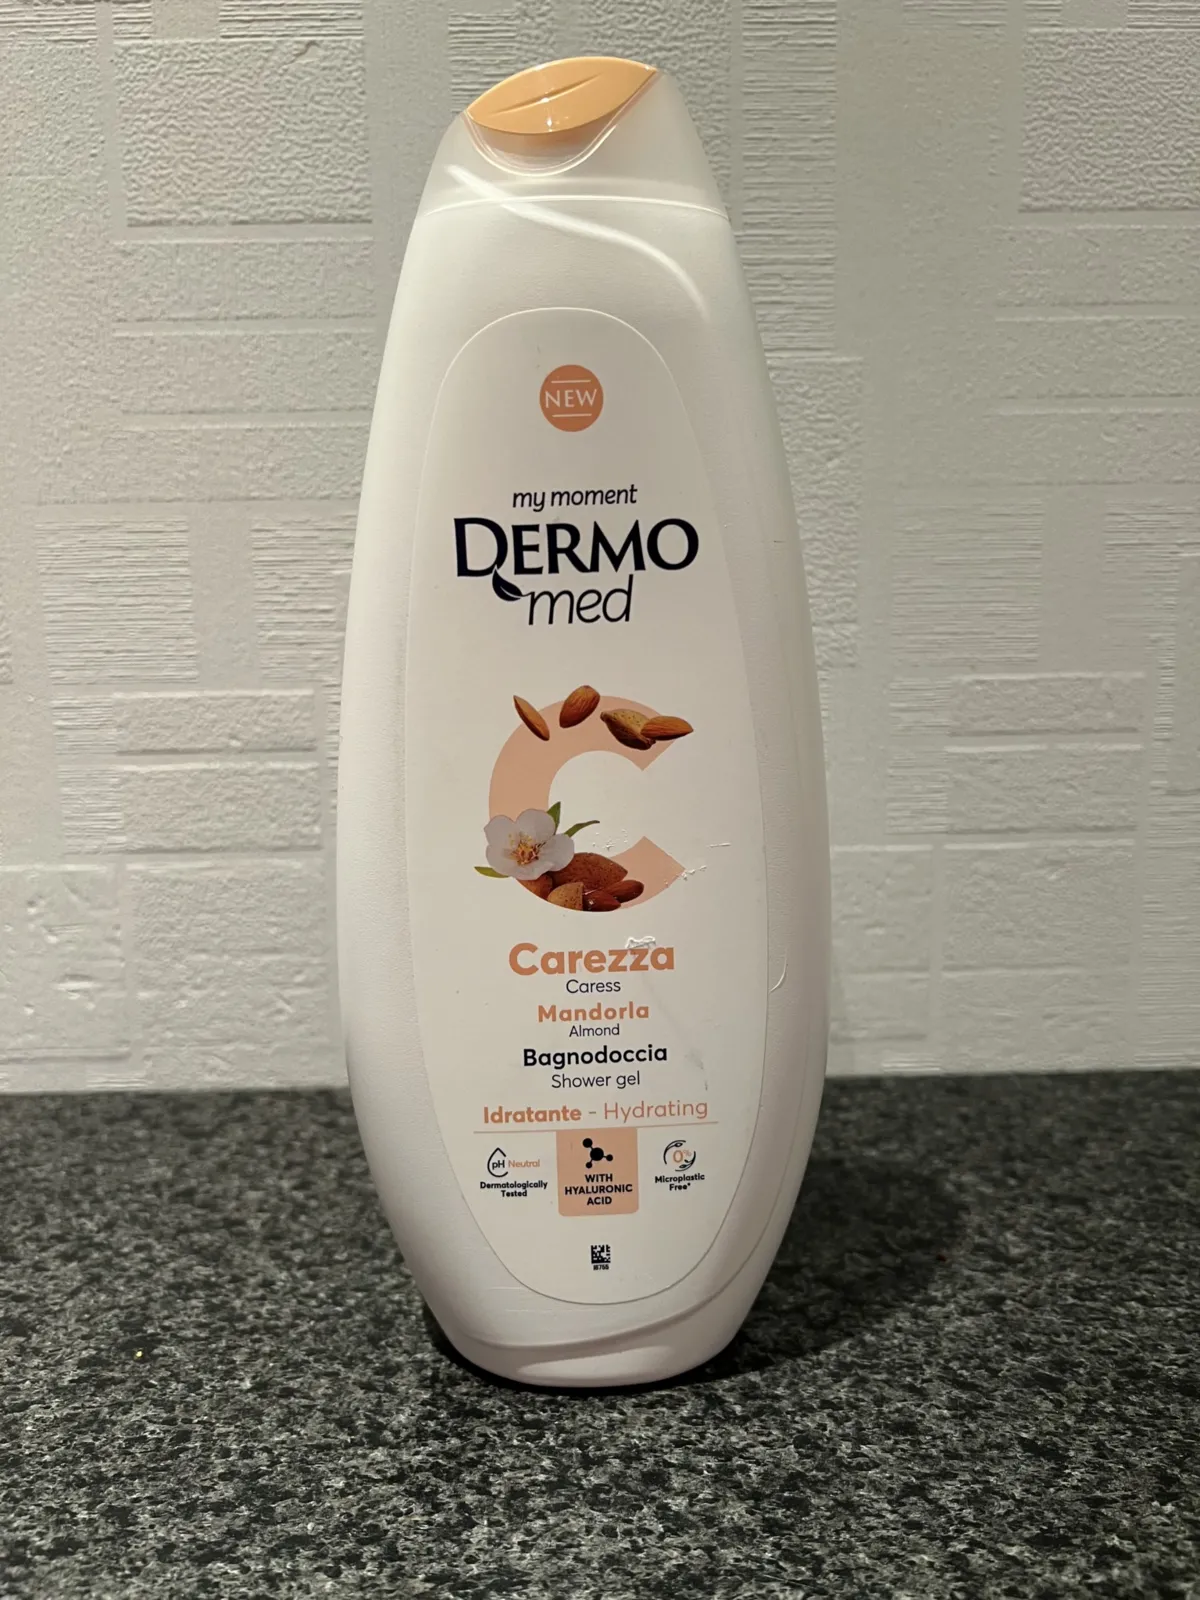 NEW
my moment
DERMO
med
Carezza
Caress
Mandorla
Almond
Bagnodoccia
Shower gel
Idratante - Hydrating
pH Neutral
Dermatologically
Tested
WITH
HYALURONIC
ACID
0%
Microplastic
Free*